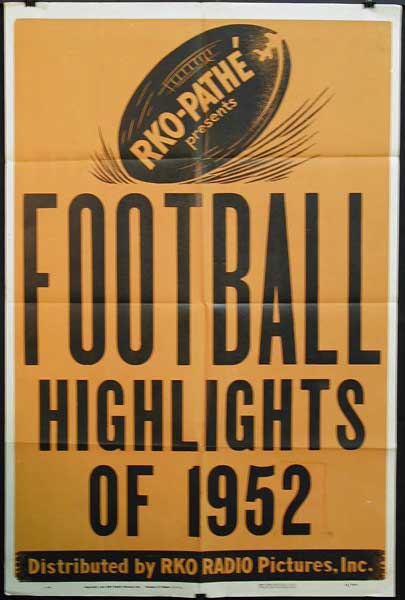 RKO-PATHÉ
presents
FOOTBALL
HIGHLIGHTS
OF 1952
Distributed by RKO RADIO Pictures, Inc.